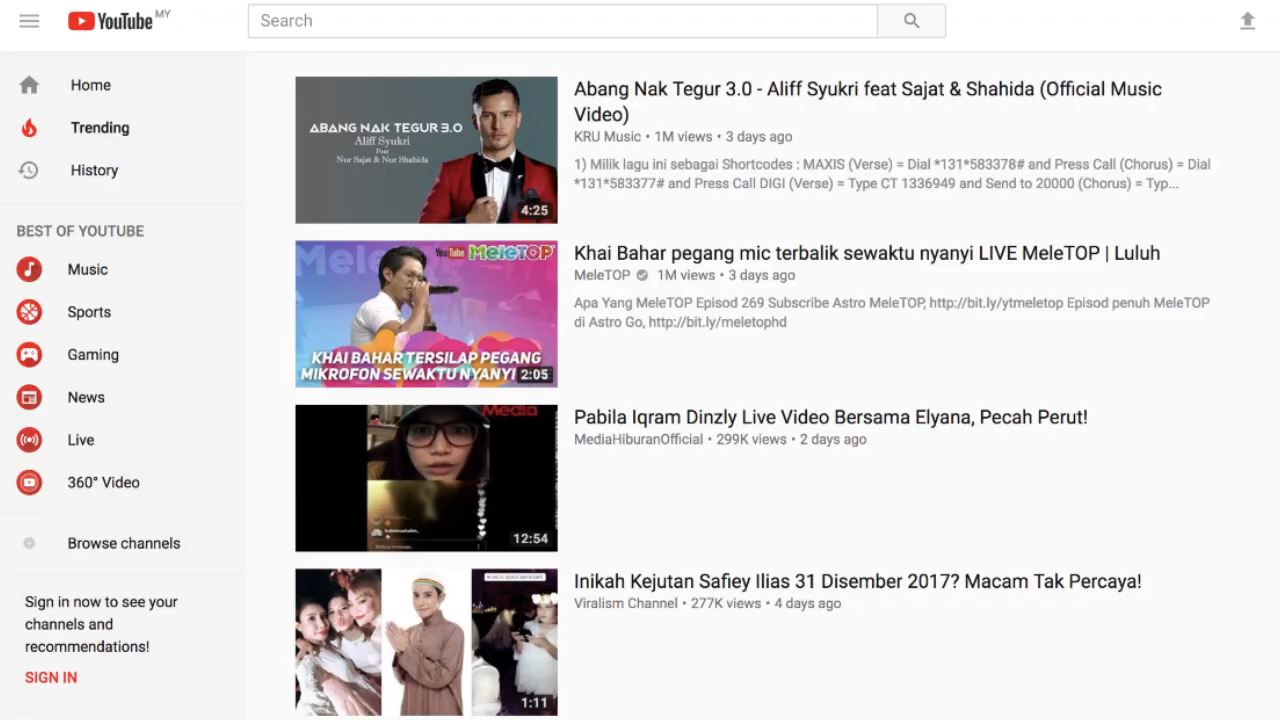 YouTube MY
Search
Home
Trending
History
BEST OF YOUTUBE
Music
Sports
Gaming
News
Live
360° Video
Browse channels
Sign in now to see your
channels and
recommendations!
SIGN IN
ABANG NAK TEGUR 3.0
Aliff Syukri
Feat
Nur Sajat & Nur Shahida
4:25
Abang Nak Tegur 3.0 - Aliff Syukri feat Sajat & Shahida (Official Music
Video)
KRU Music • 1M views • 3 days ago
1) Milik lagu ini sebagai Shortcodes : MAXIS (Verse) = Dial *131*583378# and Press Call (Chorus) = Dial
*131*583377# and Press Call DIGI (Verse) = Type CT 1336949 and Send to 20000 (Chorus) = Typ...
YouTube MeleTOP
KHAI BAHAR TERSILAP PEGANG
MIKROFON SEWAKTU NYANYI
2:05
Khai Bahar pegang mic terbalik sewaktu nyanyi LIVE MeleTOP | Luluh
MeleTOP 1M views • 3 days ago
Apa Yang MeleTOP Episod 269 Subscribe Astro MeleTOP, http://bit.ly/ytmeletop Episod penuh MeleTOP
di Astro Go, http://bit.ly/meletophd
Media
12:54
Pabila Iqram Dinzly Live Video Bersama Elyana, Pecah Perut!
MediaHiburanOfficial • 299K views • 2 days ago
1:11
Inikah Kejutan Safiey Ilias 31 Disember 2017? Macam Tak Percaya!
Viralism Channel • 277K views • 4 days ago